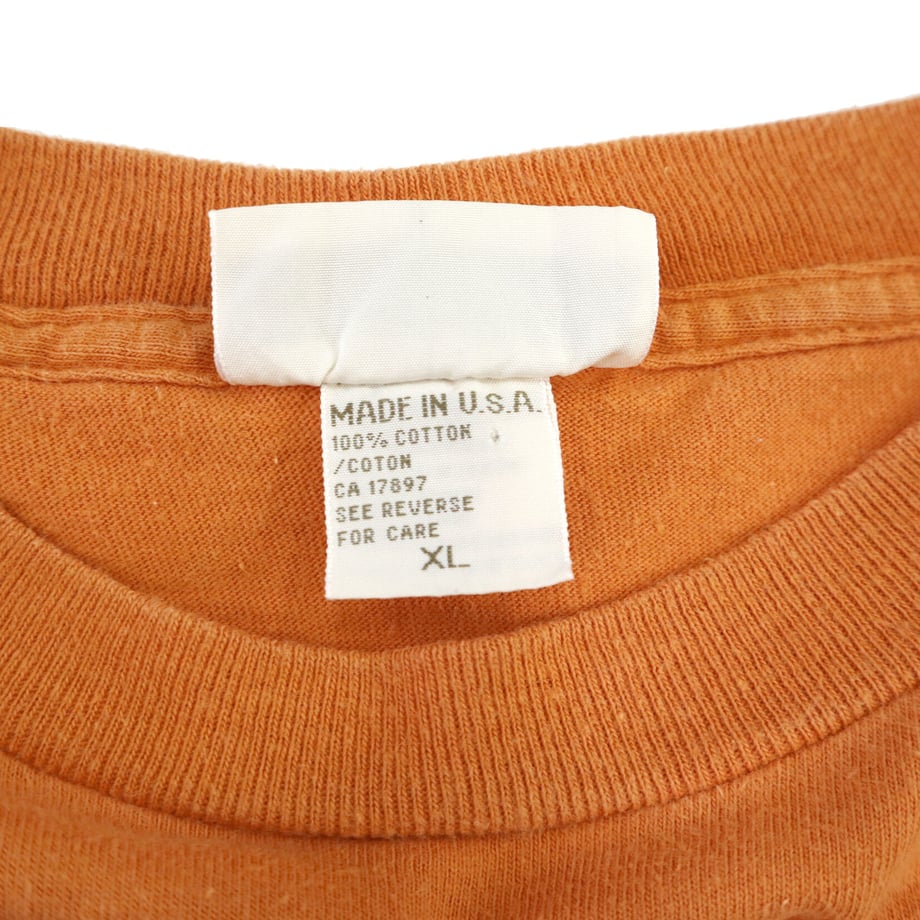 MADE IN U.S.A.
100% COTTON
/COTON
CA 17897
SEE REVERSE
FOR CARE
XL